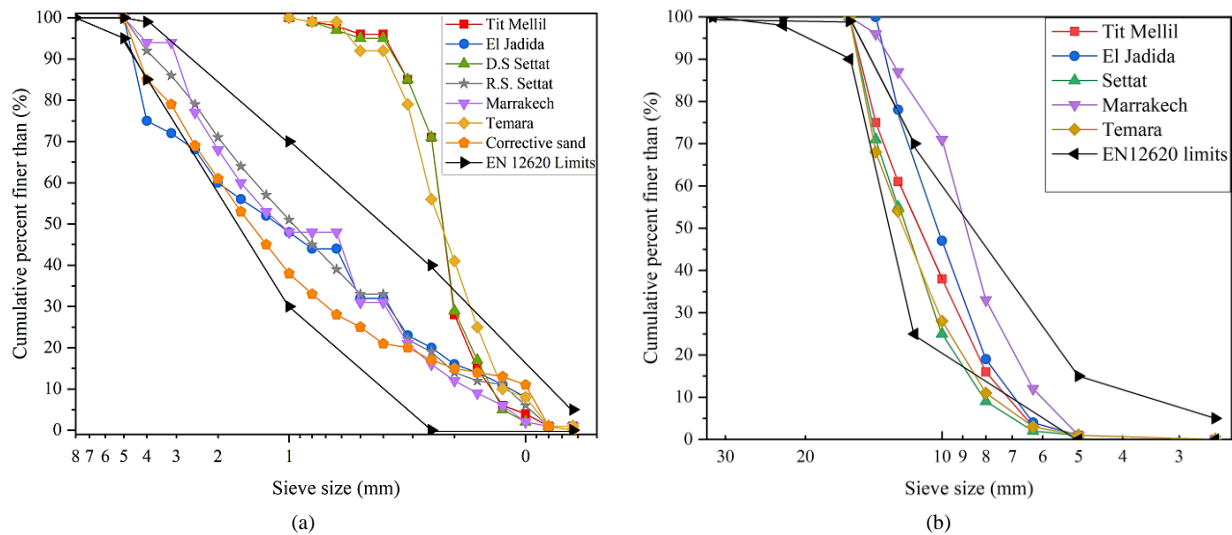 100
90
80
70
60
50
40
30
20
10
0
Cumulative percent finer than (%)
8 7 6 5 4 3 2 1 0
Sieve size (mm)
Tit Mellil
El Jadida
D.S Settat
R.S. Settat
Marrakech
Temara
Corrective sand
EN 12620 Limits
(a)
100
90
80
70
60
50
40
30
20
10
0
Cumulative percent finer than (%)
30 20 10 9 8 7 6 5 4 3
Sieve size (mm)
Tit Mellil
El Jadida
Settat
Marrakech
Temara
EN12620 limits
(b)